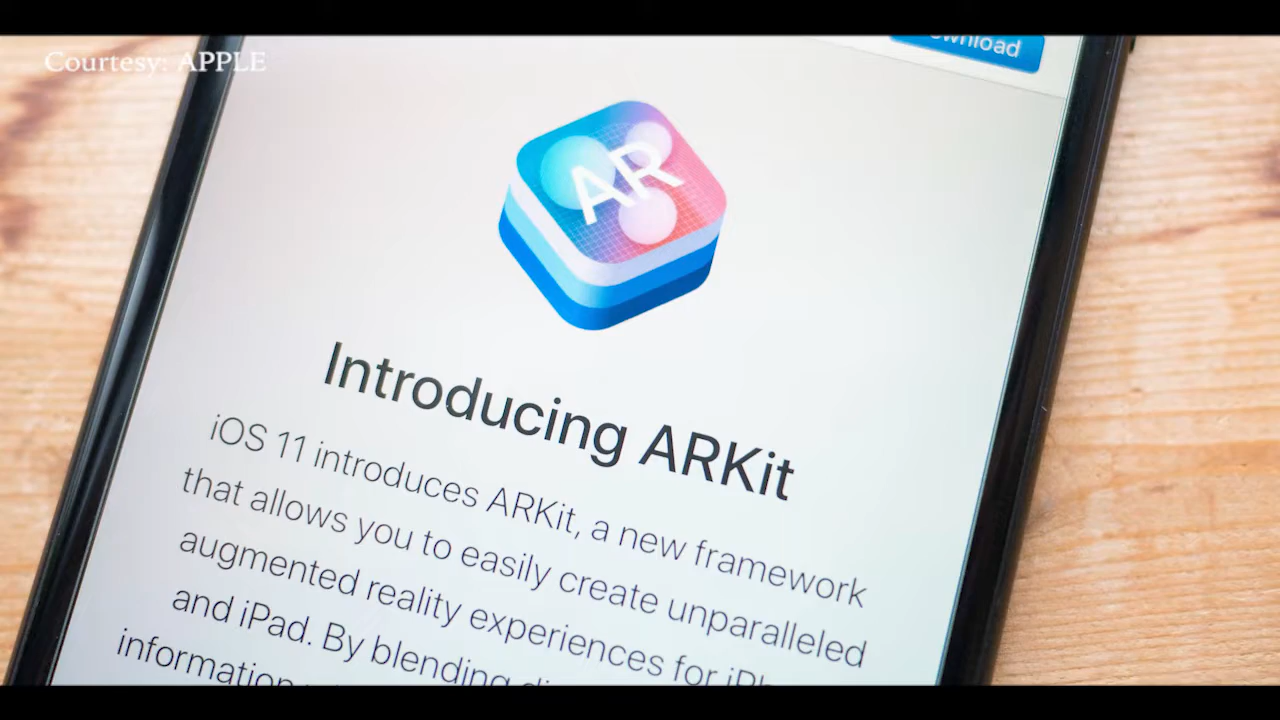 Courtesy: APPLE
AR
Introducing ARKit
iOS 11 introduces ARKit, a new framework
that allows you to easily create unparalleled
augmented reality experiences for
and iPad. By blending
information